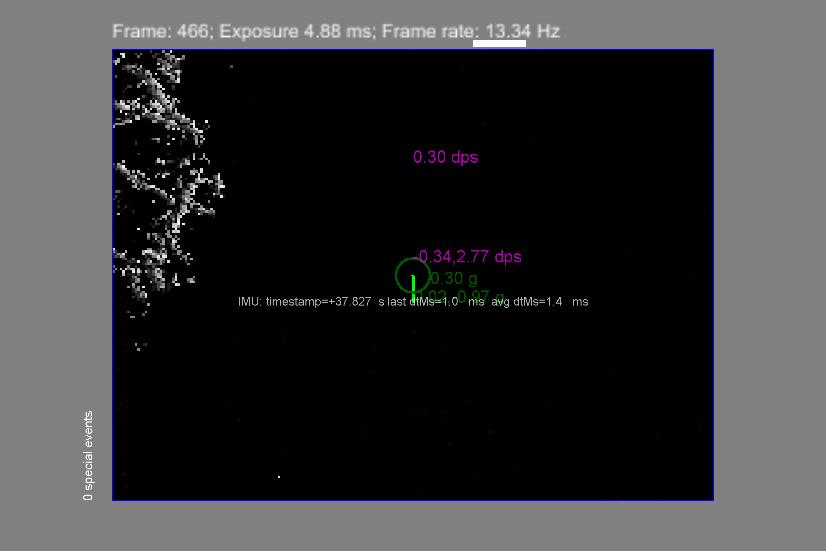 Frame: 466; Exposure 4.88 ms; Frame rate: 13.34 Hz
0.30 dps
-0.34,2.77 dps
0.30 g
0.97 g
IMU: timestamp=+37.827 s last dtMs=1.0 ms avg dtMs=1.4 ms
0 special events